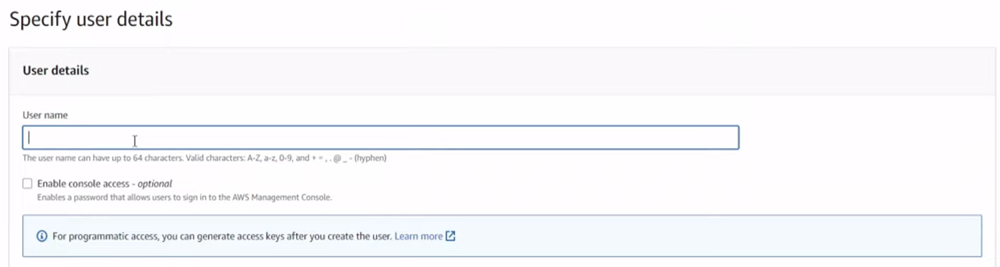 Specify user details
User details
User name
The user name can have up to 64 characters. Valid characters: A-Z, a-z, 0-9, and + = , . @ _ - (hyphen)
Enable console access - optional
Enables a password that allows users to sign in to the AWS Management Console.
For programmatic access, you can generate access keys after you create the user. Learn more